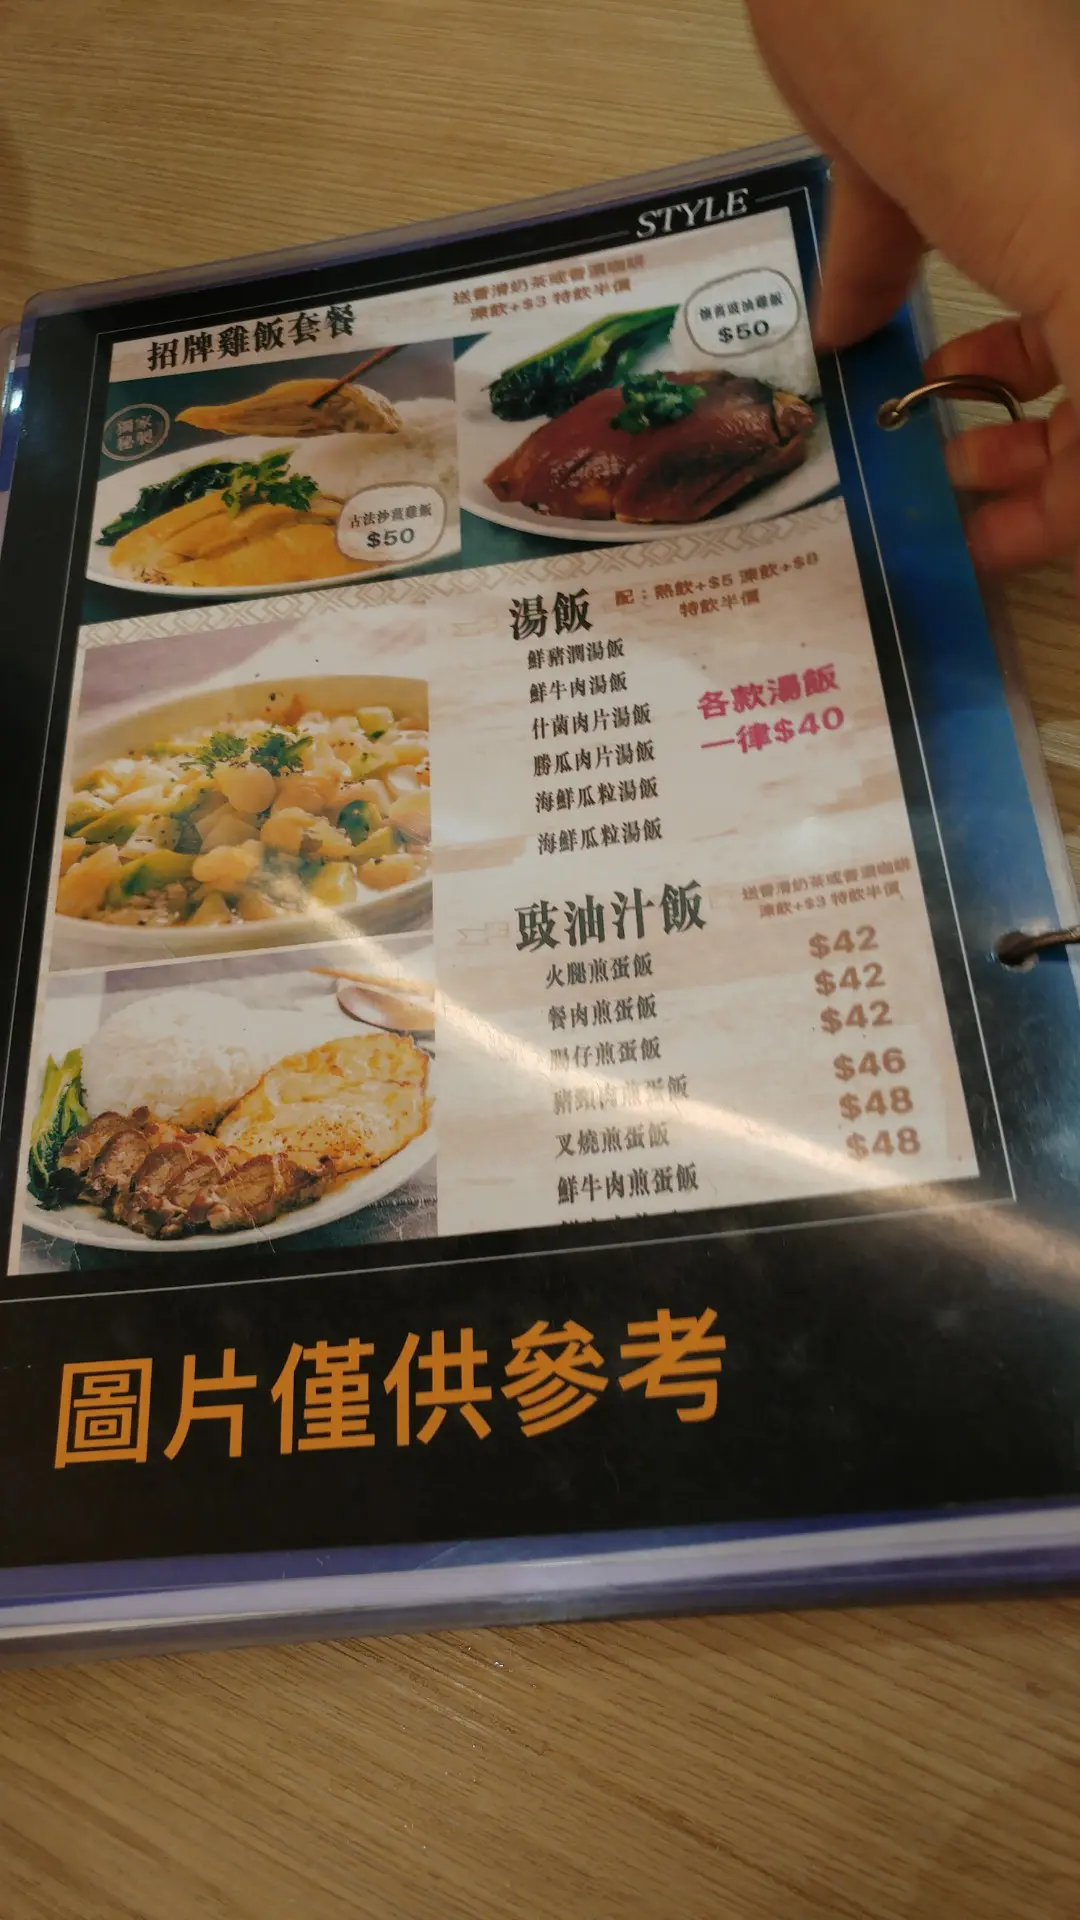 STYLE
招牌雞飯套餐
送香滑奶茶或香濃咖啡
凍飲+$3 特飲半價
豉油雞飯
$50
獨家
秘製
古法沙薑雞飯
$50
湯飯
配：熱飲+$5 凍飲+$8
特飲半價
鮮豬潤湯飯
鮮牛肉湯飯
什菌肉片湯飯
勝瓜肉片湯飯
海鮮瓜粒湯飯
海鮮瓜粒湯飯
各款湯飯
一律$40
豉油汁飯
送香滑奶茶或香濃咖啡
凍飲+$3 特飲半價
火腿煎蛋飯 $42
餐肉煎蛋飯 $42
腸仔煎蛋飯 $42
豬頸肉煎蛋飯 $46
叉燒煎蛋飯 $48
鮮牛肉煎蛋飯 $48
圖片僅供參考